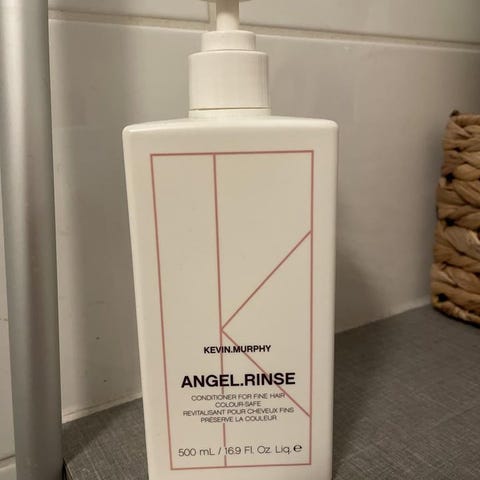 KEVIN.MURPHY
ANGEL.RINSE
CONDITIONER FOR FINE HAIR
COLOUR-SAFE
REVITALISANT POUR CHEVEUX FINS
PRÉSERVE LA COULEUR
500 mL / 16.9 Fl. Oz. Liq. ℮